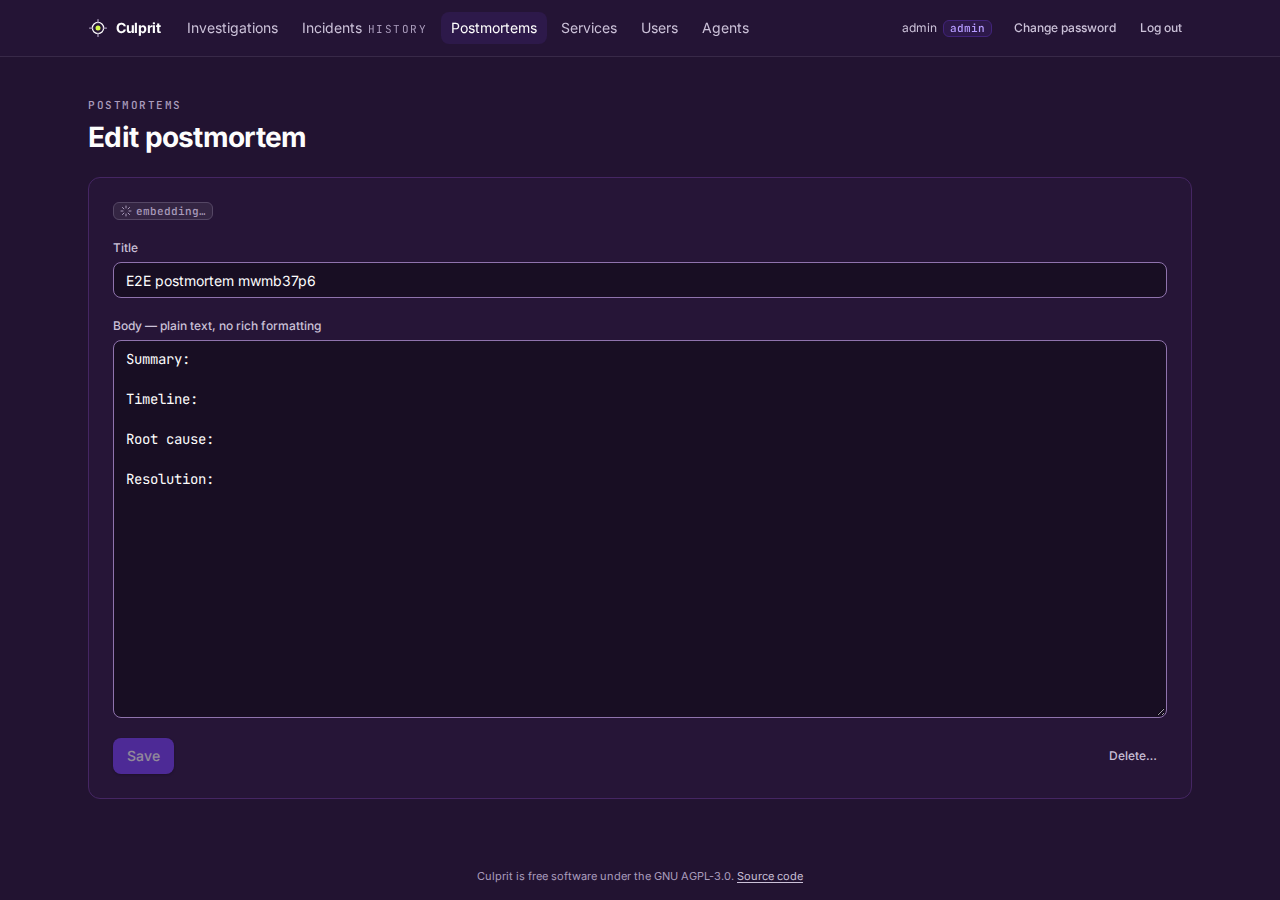 Culprit Investigations Incidents HISTORY Postmortems Services Users Agents admin admin Change password Log out
POSTMORTEMS
Edit postmortem
embedding…
Title
E2E postmortem mwmb37p6
Body — plain text, no rich formatting
Summary:
Timeline:
Root cause:
Resolution:
Save Delete…
Culprit is free software under the GNU AGPL-3.0. Source code